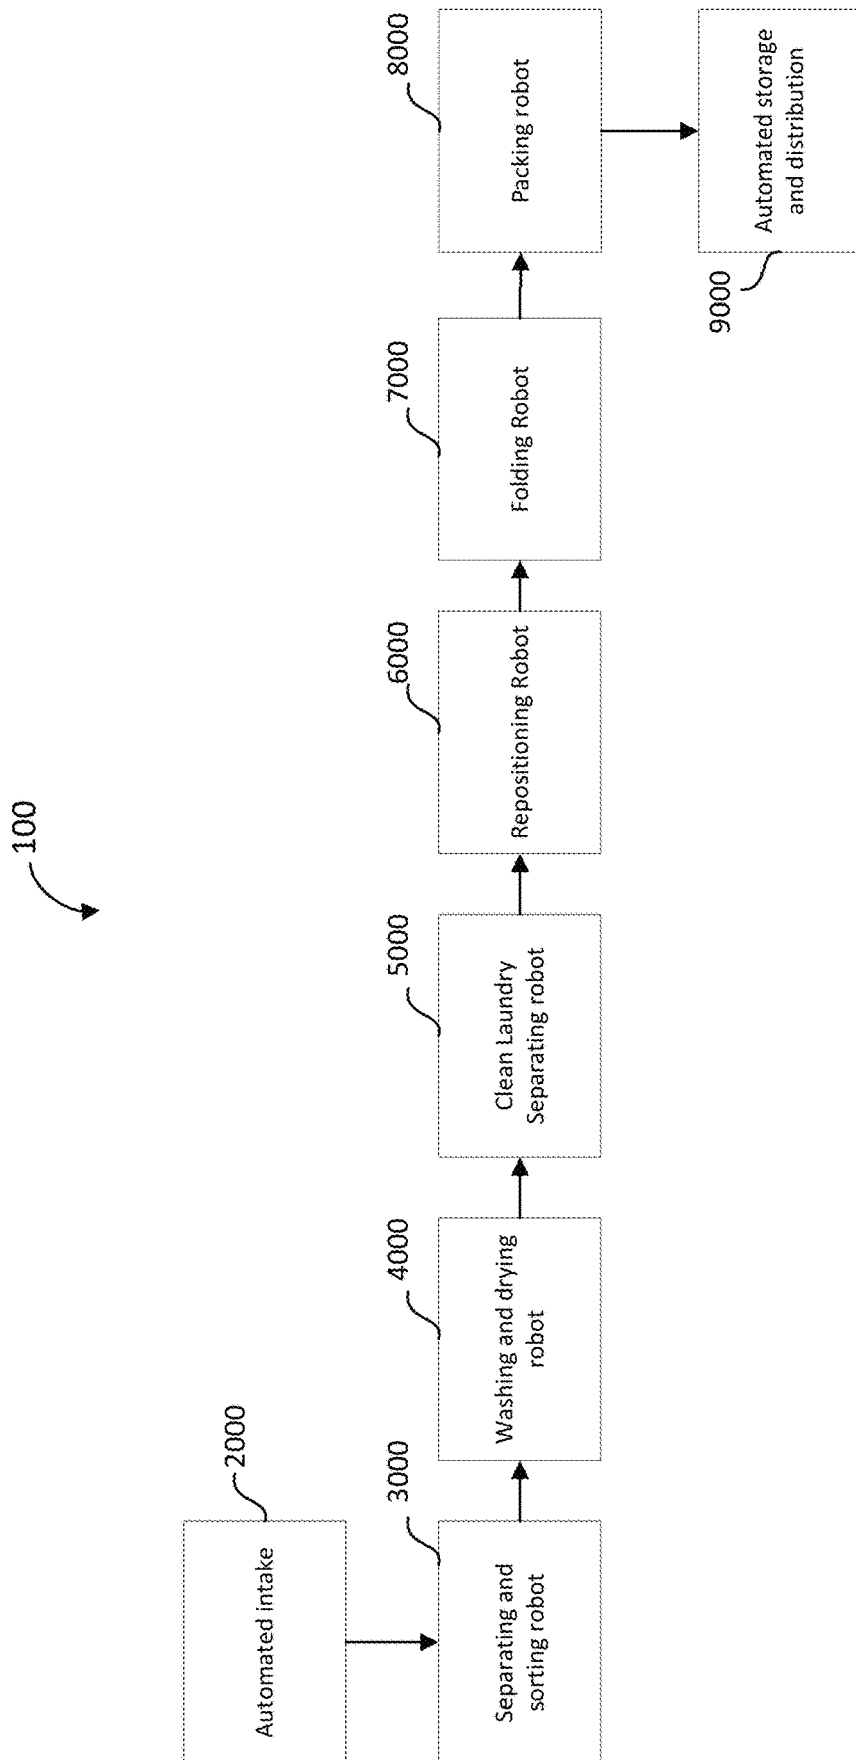 100
2000
Automated intake
3000
Separating and
sorting robot
4000
Washing and drying
robot
5000
Clean Laundry
Separating robot
6000
Repositioning Robot
7000
Folding Robot
8000
Packing robot
9000
Automated storage
and distribution